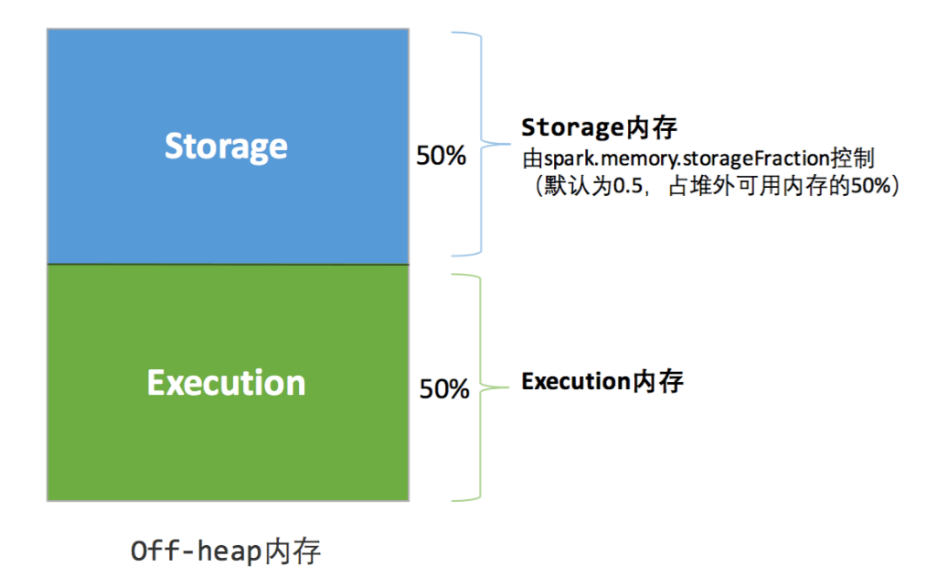 Storage
50%
Storage内存
由spark.memory.storageFraction控制
（默认为0.5，占堆外可用内存的50%）
Execution
50%
Execution内存
Off-heap内存